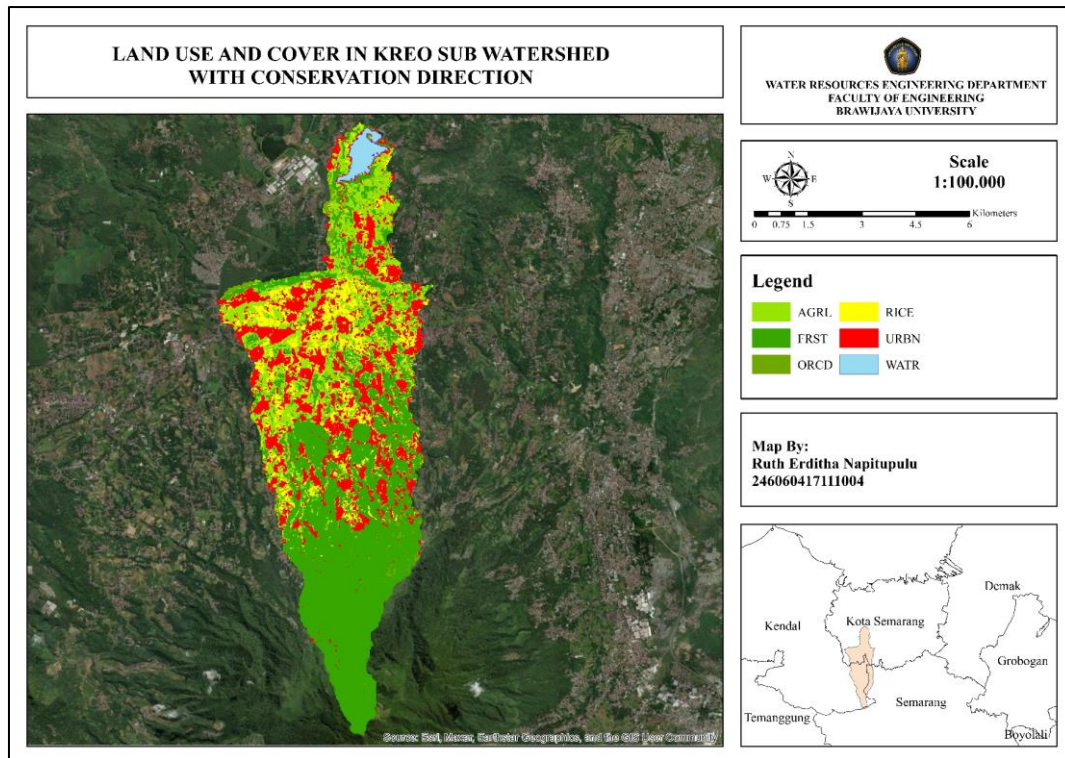 LAND USE AND COVER IN KREO SUB WATERSHED
WITH CONSERVATION DIRECTION
WATER RESOURCES ENGINEERING DEPARTMENT
FACULTY OF ENGINEERING
BRAWIJAYA UNIVERSITY
N
W E
S
Scale
1:100.000
Kilometers
0 0.75 1.5 3 4.5 6
Legend
AGRL RICE
FRST URBN
ORCD WATR
Map By:
Ruth Erditha Napitupulu
246060417111004
Demak
Kendal
Kota Semarang
Grobogan
Semarang
Temanggung
Boyolali
Source: Esri, Maxar, Earthstar Geographics, and the GIS User Community